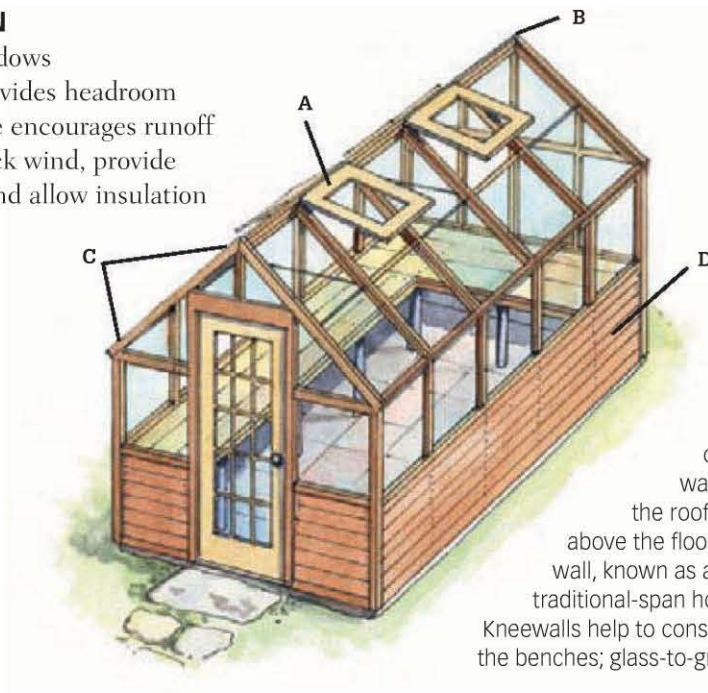 dows
vides headroom
e encourages runoff
ck wind, provide
nd allow insulation
A
B
C
D
wa
the roof
above the floo
wall, known as a
traditional-span ho
Kneewalls help to cons
the benches; glass-to-gr